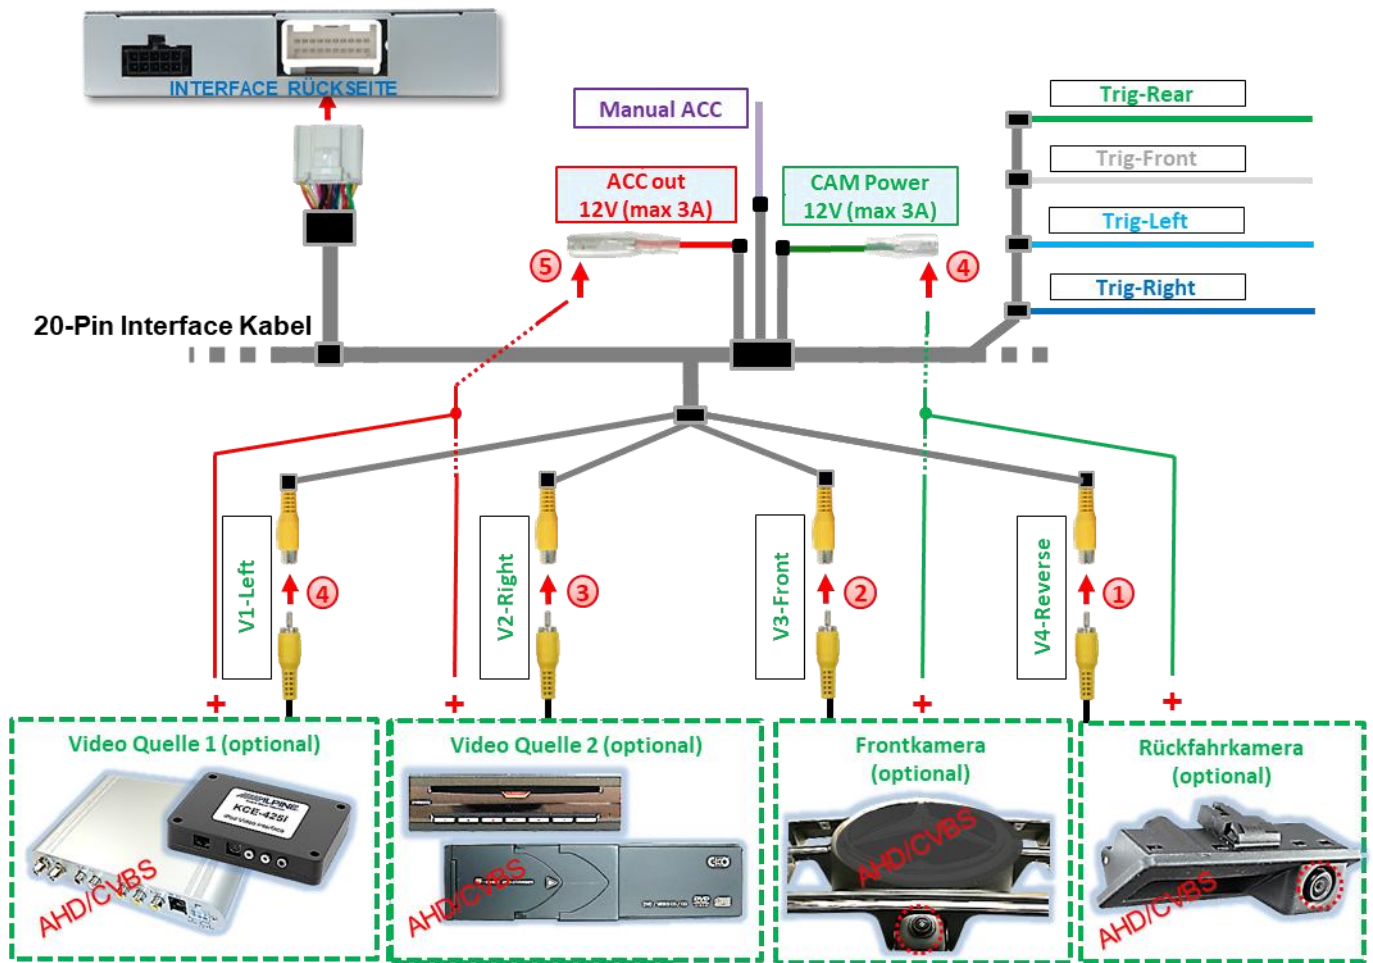 INTERFACE RÜCKSEITE
Manual ACC
Trig-Rear
Trig-Front
Trig-Left
Trig-Right
ACC out
12V (max 3A)
CAM Power
12V (max 3A)
5
4
20-Pin Interface Kabel
V1-Left
4
V2-Right
3
V3-Front
2
V4-Reverse
1
+
+
+
+
Video Quelle 1 (optional)
ALPINE
KCE-425i
iPod Video Interface
AHD/CVBS
Video Quelle 2 (optional)
AHD/CVBS
Frontkamera
(optional)
AHD/CVBS
Rückfahrkamera
(optional)
AHD/CVBS